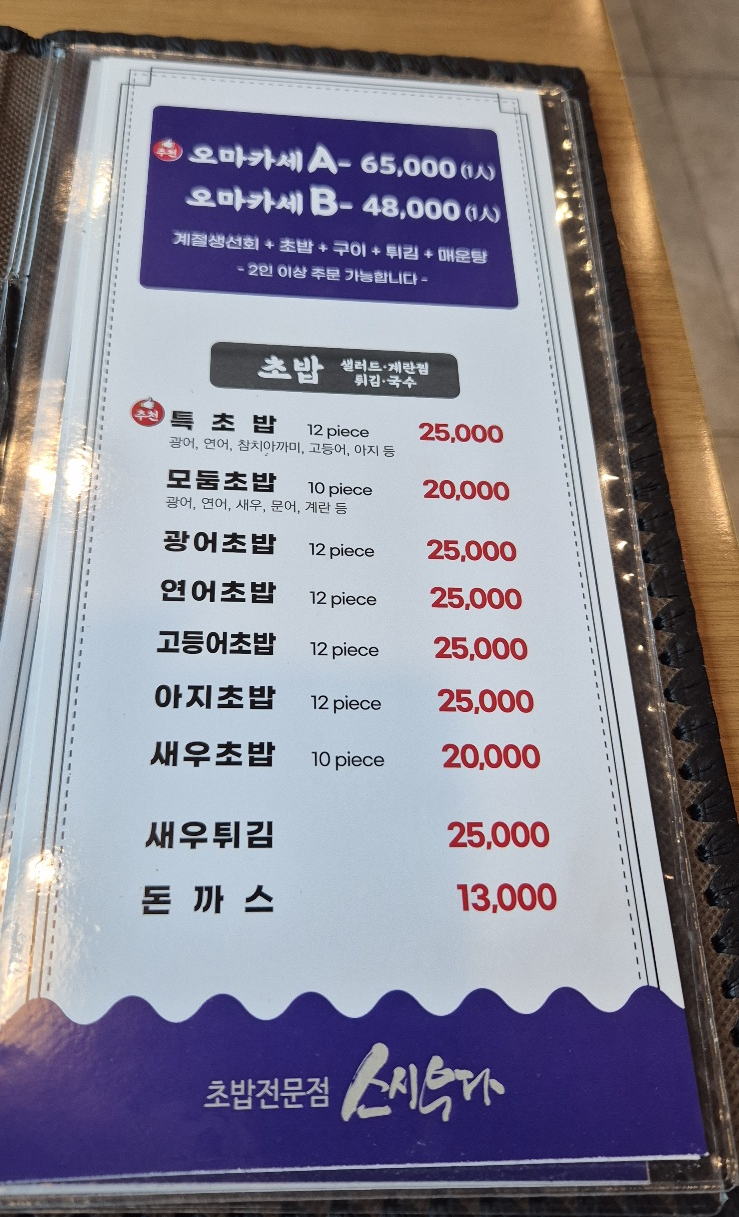 추천 오마카세 A- 65,000 (1人)
오마카세 B- 48,000 (1人)
계절생선회 + 초밥 + 구이 + 튀김 + 매운탕
- 2인 이상 주문 가능합니다 -
초밥 샐러드·계란찜
튀김·국수
추천 특 초 밥 12 piece 25,000
광어, 연어, 참치아까미, 고등어, 아지 등
모둠초밥 10 piece 20,000
광어, 연어, 새우, 문어, 계란 등
광어초밥 12 piece 25,000
연어초밥 12 piece 25,000
고등어초밥 12 piece 25,000
아지초밥 12 piece 25,000
새우초밥 10 piece 20,000
새우튀김 25,000
돈 까 스 13,000
초밥전문점 스시우다